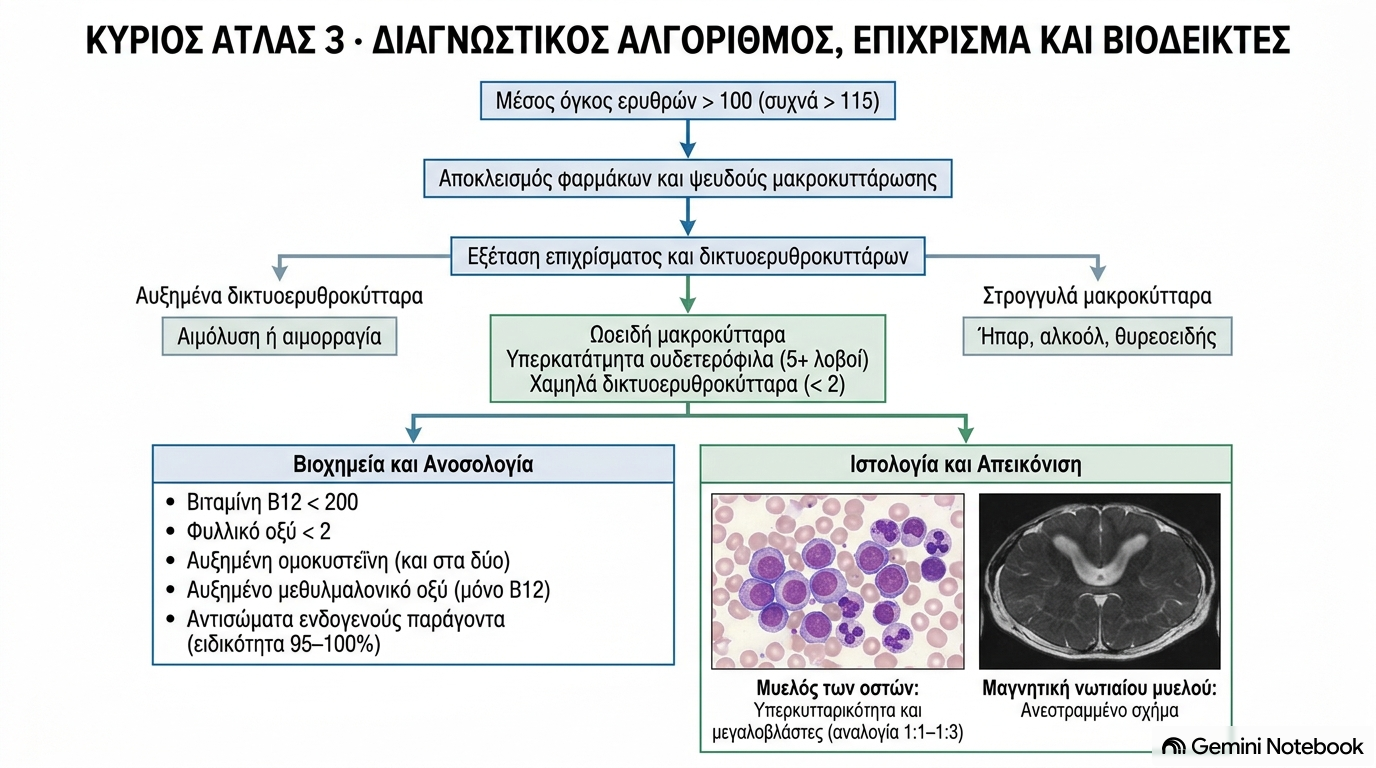 ΚΥΡΙΟΣ ΑΤΛΑΣ 3 · ΔΙΑΓΝΩΣΤΙΚΟΣ ΑΛΓΟΡΙΘΜΟΣ, ΕΠΙΧΡΙΣΜΑ ΚΑΙ ΒΙΟΔΕΙΚΤΕΣ
Μέσος όγκος ερυθρών > 100 (συχνά > 115)
Αποκλεισμός φαρμάκων και ψευδούς μακροκυττάρωσης
Εξέταση επιχρίσματος και δικτυοερυθροκυττάρων
Αυξημένα δικτυοερυθροκύτταρα
Αιμόλυση ή αιμορραγία
Ωοειδή μακροκύτταρα
Υπερκατάτμητα ουδετερόφιλα (5+ λοβοί)
Χαμηλά δικτυοερυθροκύτταρα (< 2)
Στρογγυλά μακροκύτταρα
Ήπαρ, αλκοόλ, θυρεοειδής
Βιοχημεία και Ανοσολογία
• Βιταμίνη B12 < 200
• Φυλλικό οξύ < 2
• Αυξημένη ομοκυστεΐνη (και στα δύο)
• Αυξημένο μεθυλμαλονικό οξύ (μόνο B12)
• Αντισώματα ενδογενούς παράγοντα
(ειδικότητα 95–100%)
Ιστολογία και Απεικόνιση
Μυελός των οστών:
Υπερκυτταρικότητα και
μεγαλοβλάστες (αναλογία 1:1–1:3)
Μαγνητική νωτιαίου μυελού:
Ανεστραμμένο σχήμα
Gemini Notebook